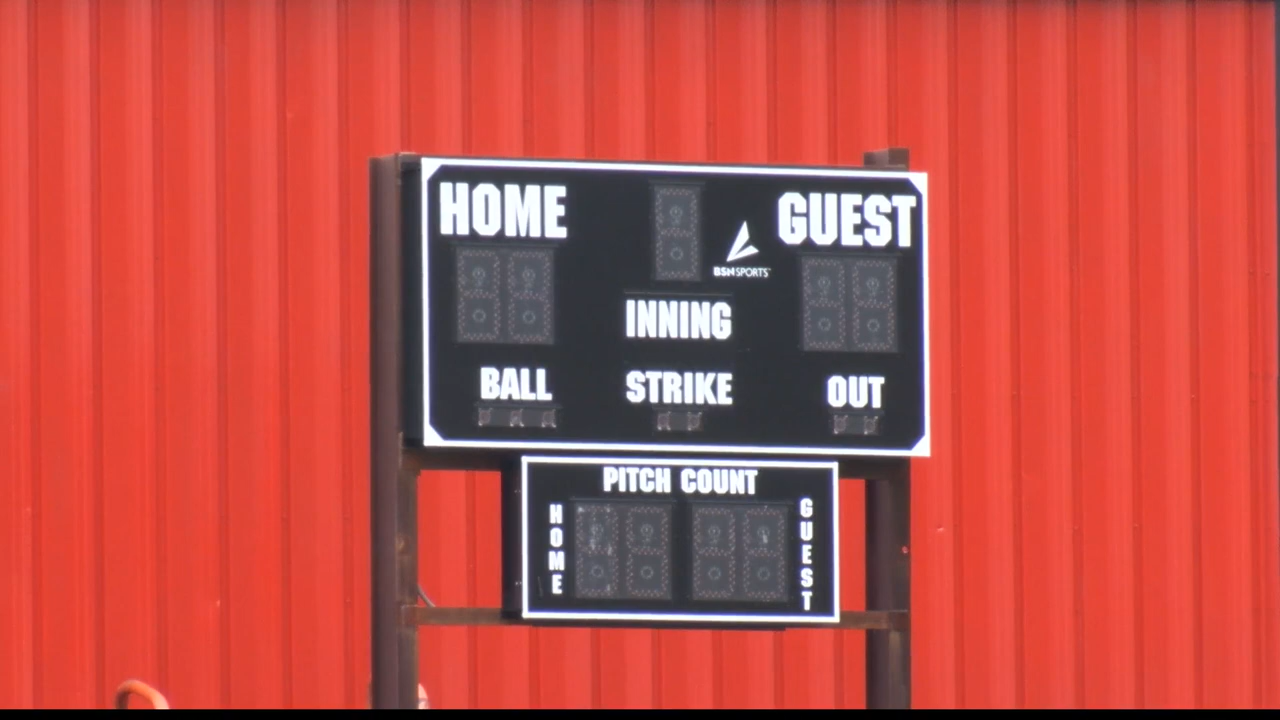 HOME
GUEST
BSN SPORTS
INNING
BALL
STRIKE
OUT
PITCH COUNT
HOME
GUEST